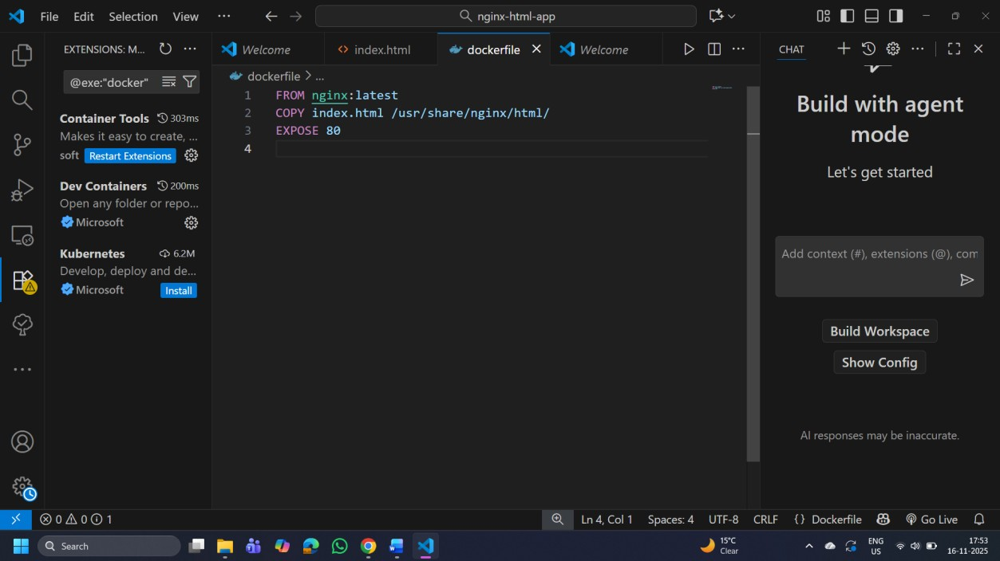 File Edit Selection View ··· nginx-html-app
EXTENSIONS: M...
Welcome index.html dockerfile Welcome
CHAT
@exe:"docker"
dockerfile > ...
Container Tools 303ms
Makes it easy to create, ...
soft Restart Extensions
Dev Containers 200ms
Open any folder or repo...
Microsoft
Kubernetes 6.2M
Develop, deploy and de...
Microsoft Install
1 FROM nginx:latest
2 COPY index.html /usr/share/nginx/html/
3 EXPOSE 80
4
Build with agent
mode
Let's get started
Add context (#), extensions (@), com
Build Workspace
Show Config
AI responses may be inaccurate.
0 0 1 Ln 4, Col 1 Spaces: 4 UTF-8 CRLF {} Dockerfile Go Live
Search
15°C
Clear
ENG
US
17:53
16-11-2025